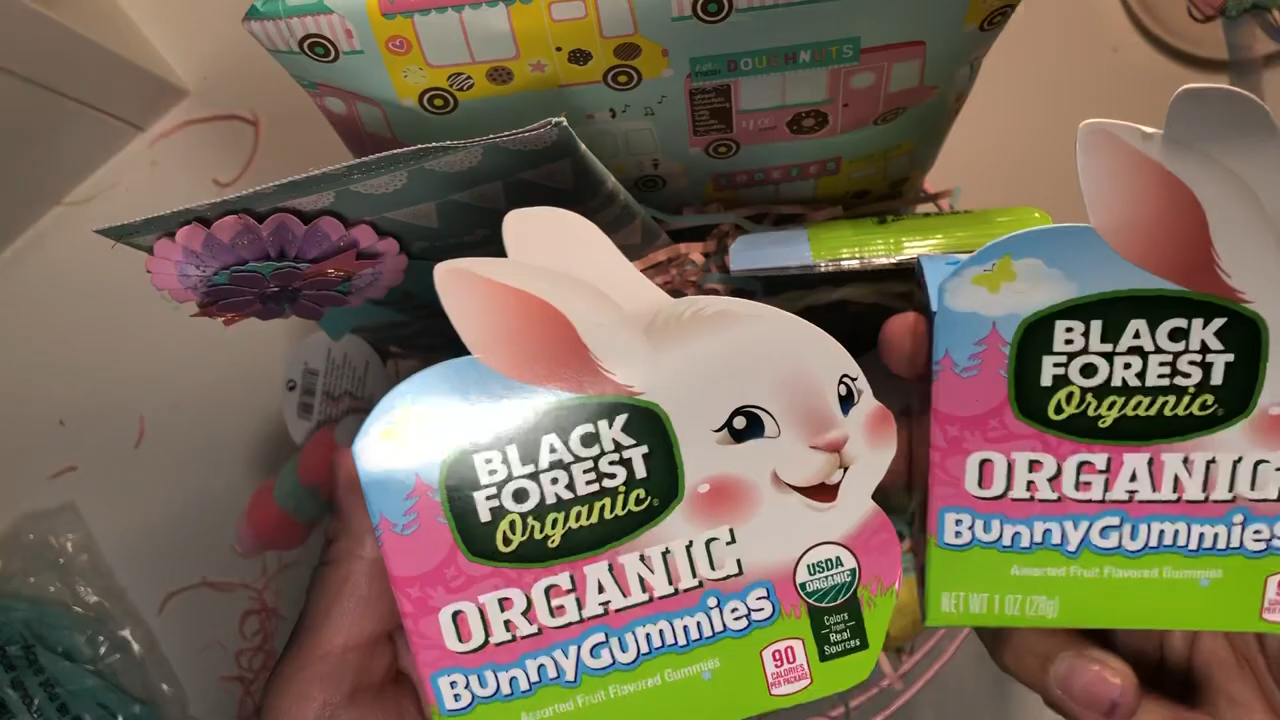 DOUGHNUTS
BLACK
FOREST
Organic
ORGANIC
BunnyGummies
Assorted Fruit Flavored Gummies
USDA
ORGANIC
Colors
from
Real
Sources
90
CALORIES
PER PACKAGE
BLACK
FOREST
Organic
ORGANIC
BunnyGummies
Assorted Fruit Flavored Gummies
NET WT 1 OZ (28g)